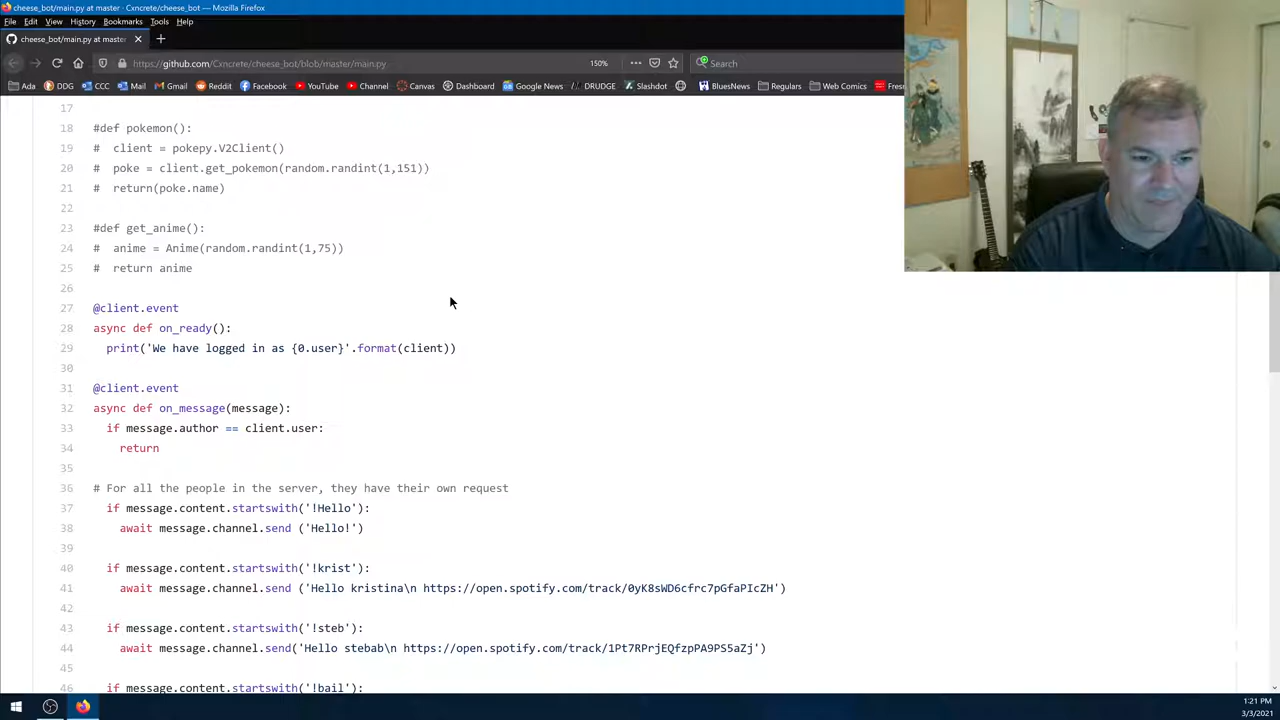 cheese_bot/main.py at master · Cxncrete/cheese_bot — Mozilla Firefox
File Edit View History Bookmarks Tools Help
cheese_bot/main.py at master
https://github.com/Cxncrete/cheese_bot/blob/master/main.py 150% Search
Ada DDG CCC Mail Gmail Reddit Facebook YouTube Channel Canvas Dashboard Google News DRUDGE Slashdot BluesNews Regulars Web Comics
17
18 #def pokemon():
19 # client = pokepy.V2Client()
20 # poke = client.get_pokemon(random.randint(1,151))
21 # return(poke.name)
22
23 #def get_anime():
24 # anime = Anime(random.randint(1,75))
25 # return anime
26
27 @client.event
28 async def on_ready():
29 print('We have logged in as {0.user}'.format(client))
30
31 @client.event
32 async def on_message(message):
33 if message.author == client.user:
34 return
35
36 # For all the people in the server, they have their own request
37 if message.content.startswith('!Hello'):
38 await message.channel.send ('Hello!')
39
40 if message.content.startswith('!krist'):
41 await message.channel.send ('Hello kristina\n https://open.spotify.com/track/0yK8sWD6cfrc7pGfaPIcZH')
42
43 if message.content.startswith('!steb'):
44 await message.channel.send('Hello stebab\n https://open.spotify.com/track/1Pt7RPrjEQfzpPA9PS5aZj')
45
46 if message.content.startswith('!bail'):
1:21 PM
3/3/2021